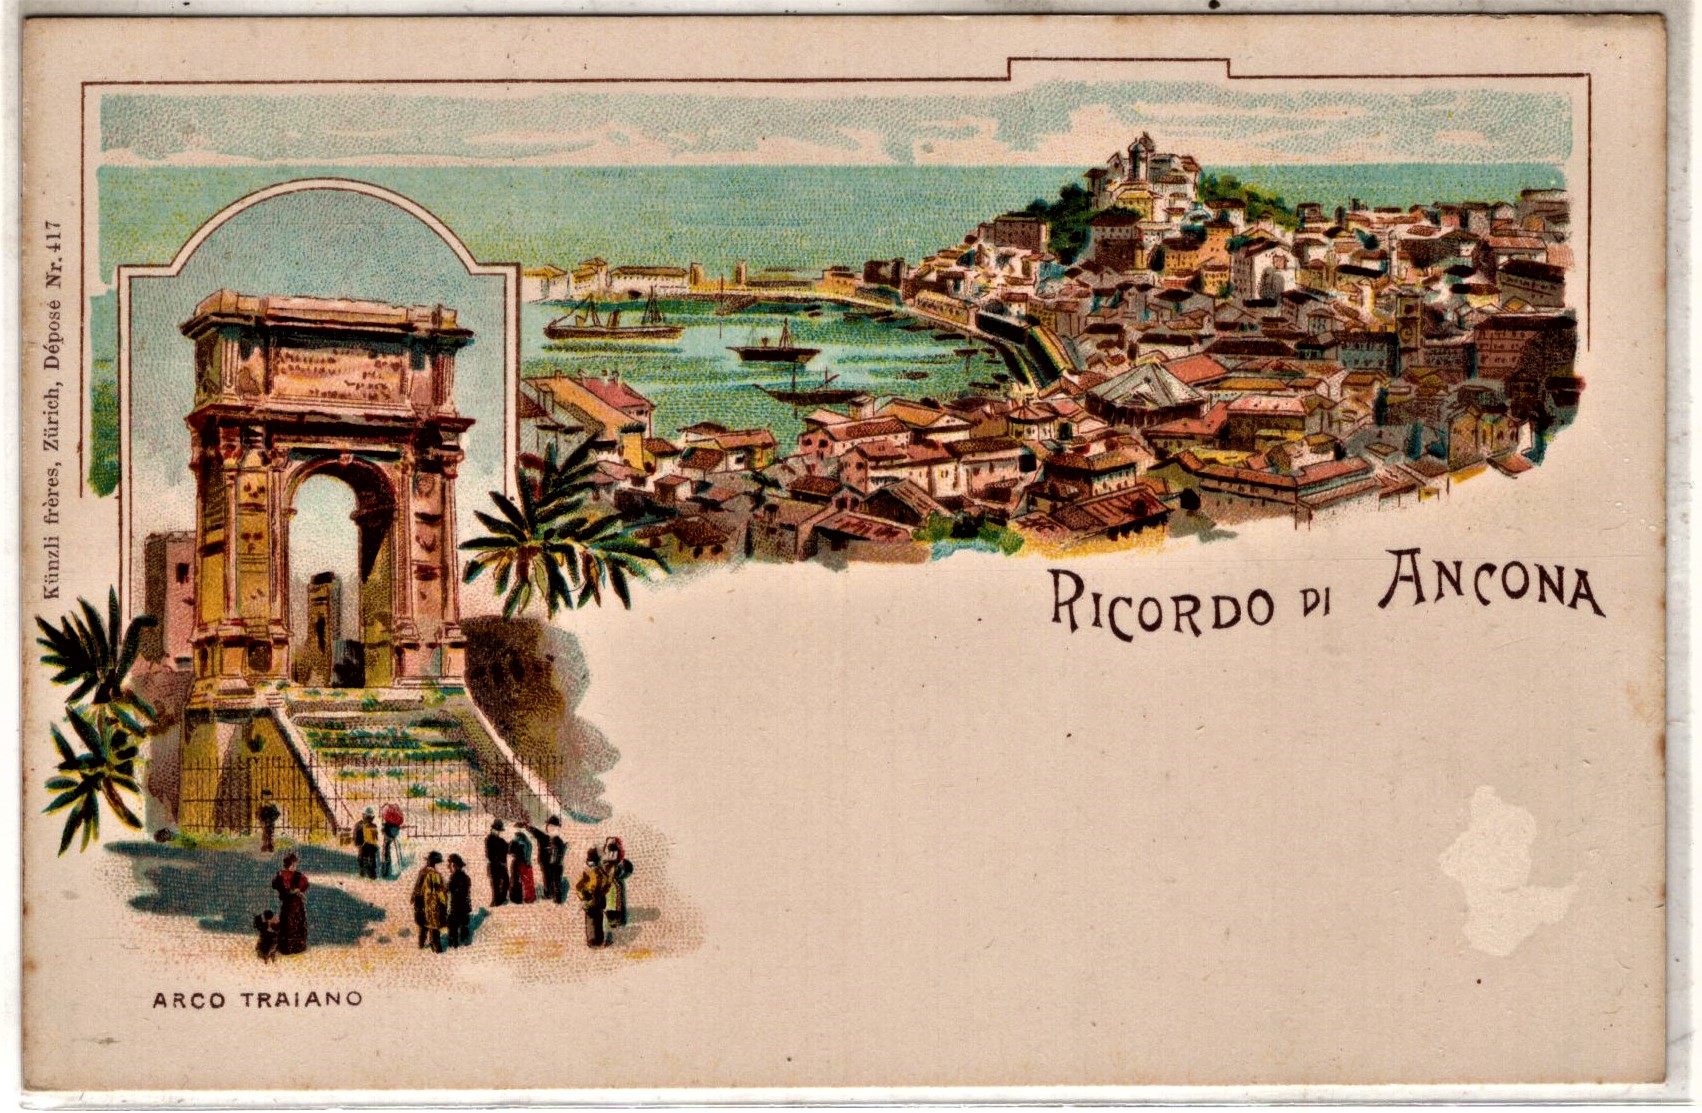 Künzli frères, Zürich, Déposé Nr. 417
RICORDO DI ANCONA
ARCO TRAIANO